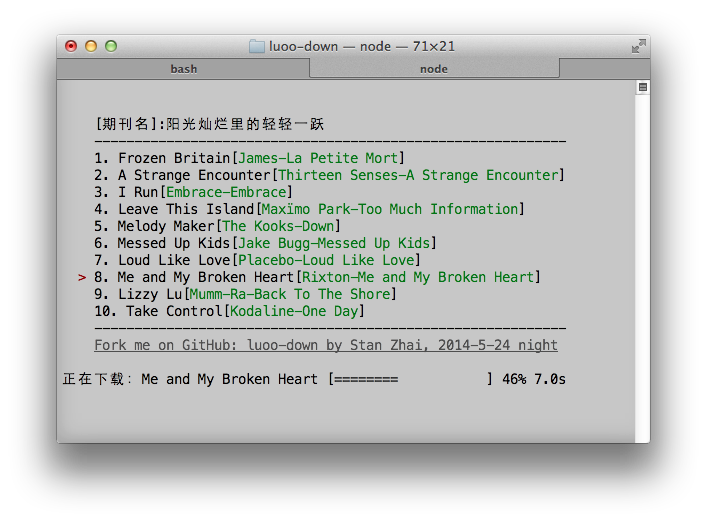 luoo-down — node — 71×21
bash node
[期刊名]:阳光灿烂里的轻轻一跃
-----------------------------------------------------------
1. Frozen Britain[James-La Petite Mort]
2. A Strange Encounter[Thirteen Senses-A Strange Encounter]
3. I Run[Embrace-Embrace]
4. Leave This Island[Maxïmo Park-Too Much Information]
5. Melody Maker[The Kooks-Down]
6. Messed Up Kids[Jake Bugg-Messed Up Kids]
7. Loud Like Love[Placebo-Loud Like Love]
> 8. Me and My Broken Heart[Rixton-Me and My Broken Heart]
9. Lizzy Lu[Mumm-Ra-Back To The Shore]
10. Take Control[Kodaline-One Day]
-----------------------------------------------------------
Fork me on GitHub: luoo-down by Stan Zhai, 2014-5-24 night
正在下载: Me and My Broken Heart [========           ] 46% 7.0s